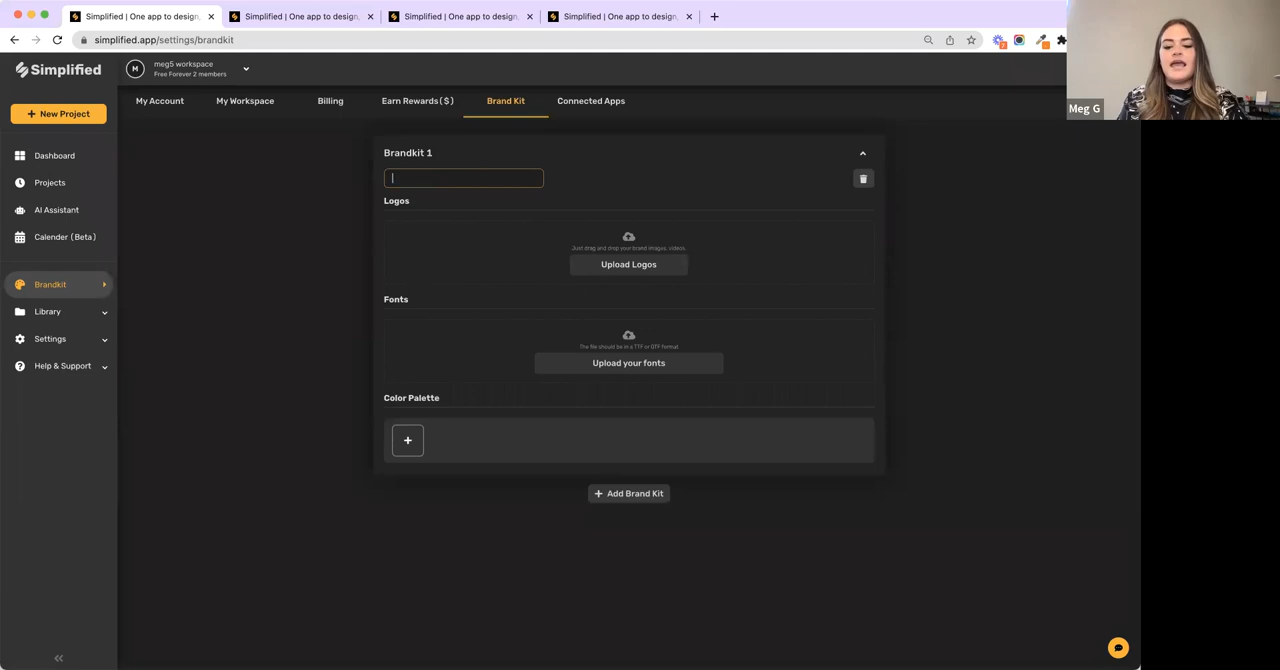 Simplified | One app to design,
Simplified | One app to design,
Simplified | One app to design,
Simplified | One app to design,
simplified.app/settings/brandkit
Simplified
M
meg5 workspace
Free Forever 2 members
Meg G
My Account
My Workspace
Billing
Earn Rewards($)
Brand Kit
Connected Apps
New Project
Dashboard
Projects
AI Assistant
Calender (Beta)
Brandkit
Library
Settings
Help & Support
Brandkit 1
Logos
Just drag and drop your brand images, videos.
Upload Logos
Fonts
The file should be in a TTF or OTF format
Upload your fonts
Color Palette
Add Brand Kit